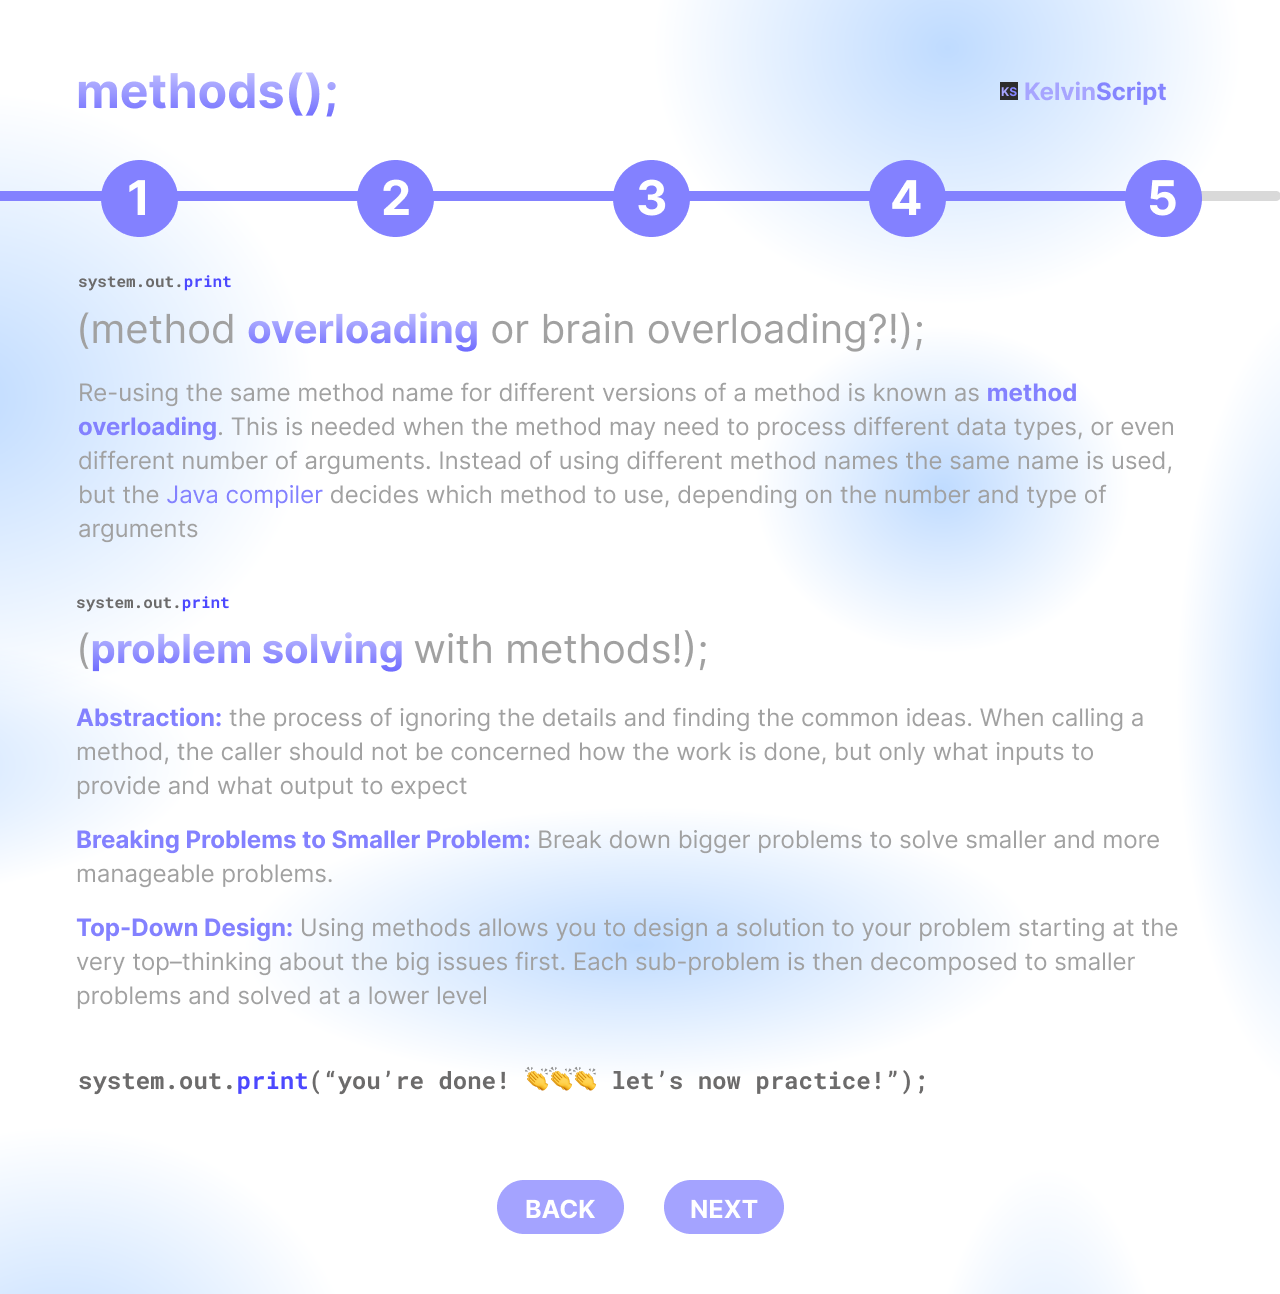 methods();
KS KelvinScript
1 2 3 4 5
system.out.print
(method overloading or brain overloading?!);
Re-using the same method name for different versions of a method is known as method
overloading. This is needed when the method may need to process different data types, or even
different number of arguments. Instead of using different method names the same name is used,
but the Java compiler decides which method to use, depending on the number and type of
arguments
system.out.print
(problem solving with methods!);
Abstraction: the process of ignoring the details and finding the common ideas. When calling a
method, the caller should not be concerned how the work is done, but only what inputs to
provide and what output to expect
Breaking Problems to Smaller Problem: Break down bigger problems to solve smaller and more
manageable problems.
Top-Down Design: Using methods allows you to design a solution to your problem starting at the
very top–thinking about the big issues first. Each sub-problem is then decomposed to smaller
problems and solved at a lower level
system.out.print(“you’re done! 👏👏👏 let’s now practice!”);
BACK NEXT